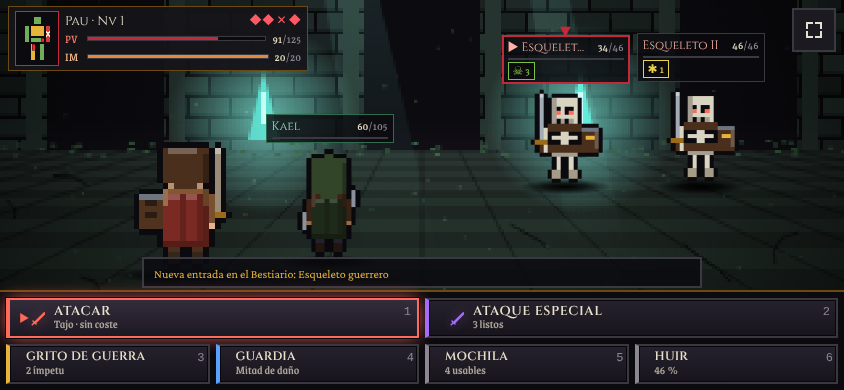 Pau · Nv 1
PV 91/125
IM 20/20
Kael 60/105
Esquelet... 34/46
3
Esqueleto II 46/46
1
Nueva entrada en el Bestiario: Esqueleto guerrero
ATACAR 1
Tajo · sin coste
ATAQUE ESPECIAL 2
3 listos
GRITO DE GUERRA 3
2 ímpetu
GUARDIA 4
Mitad de daño
MOCHILA 5
4 usables
HUIR 6
46 %